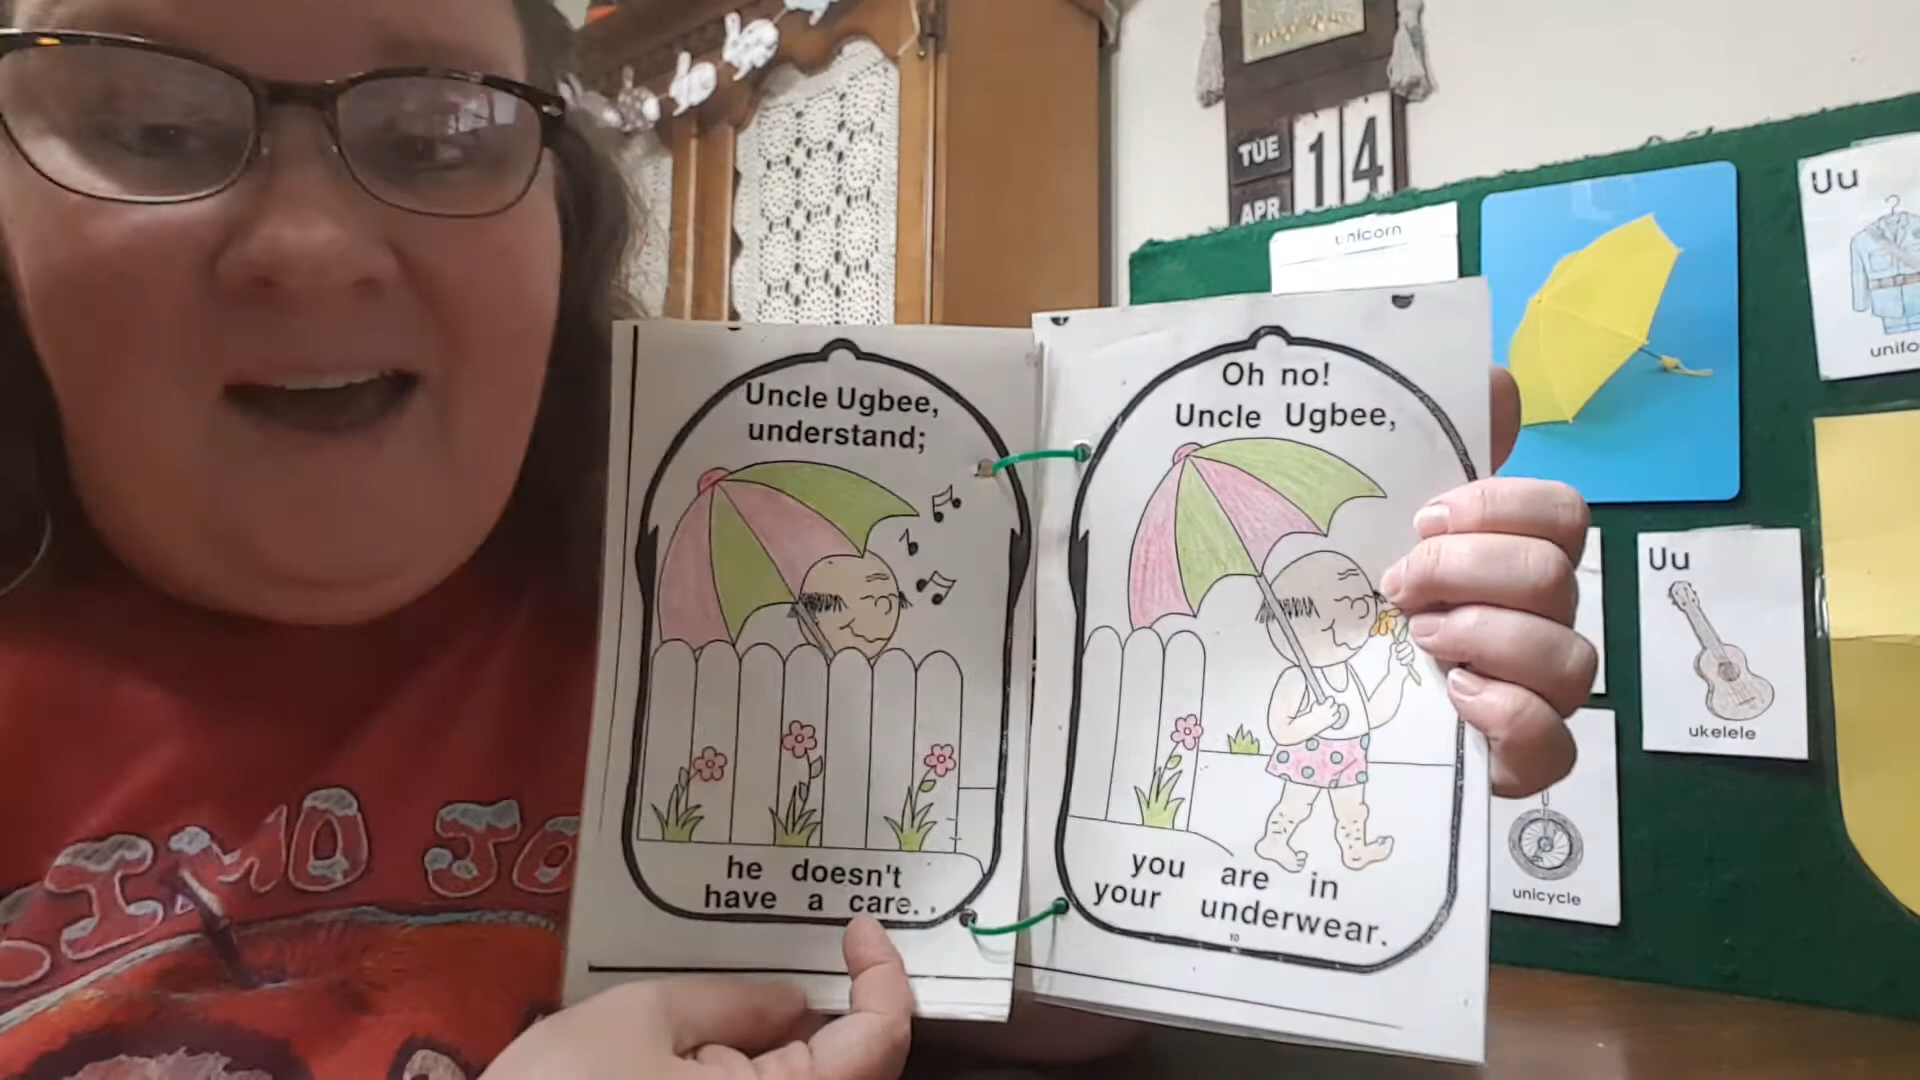 Uncle Ugbee,
understand;
he doesn't
have a care.
Oh no!
Uncle Ugbee,
you are in
your underwear.
10
TUE
14
APR
unicorn
Uu
Uu
ukelele
unicycle